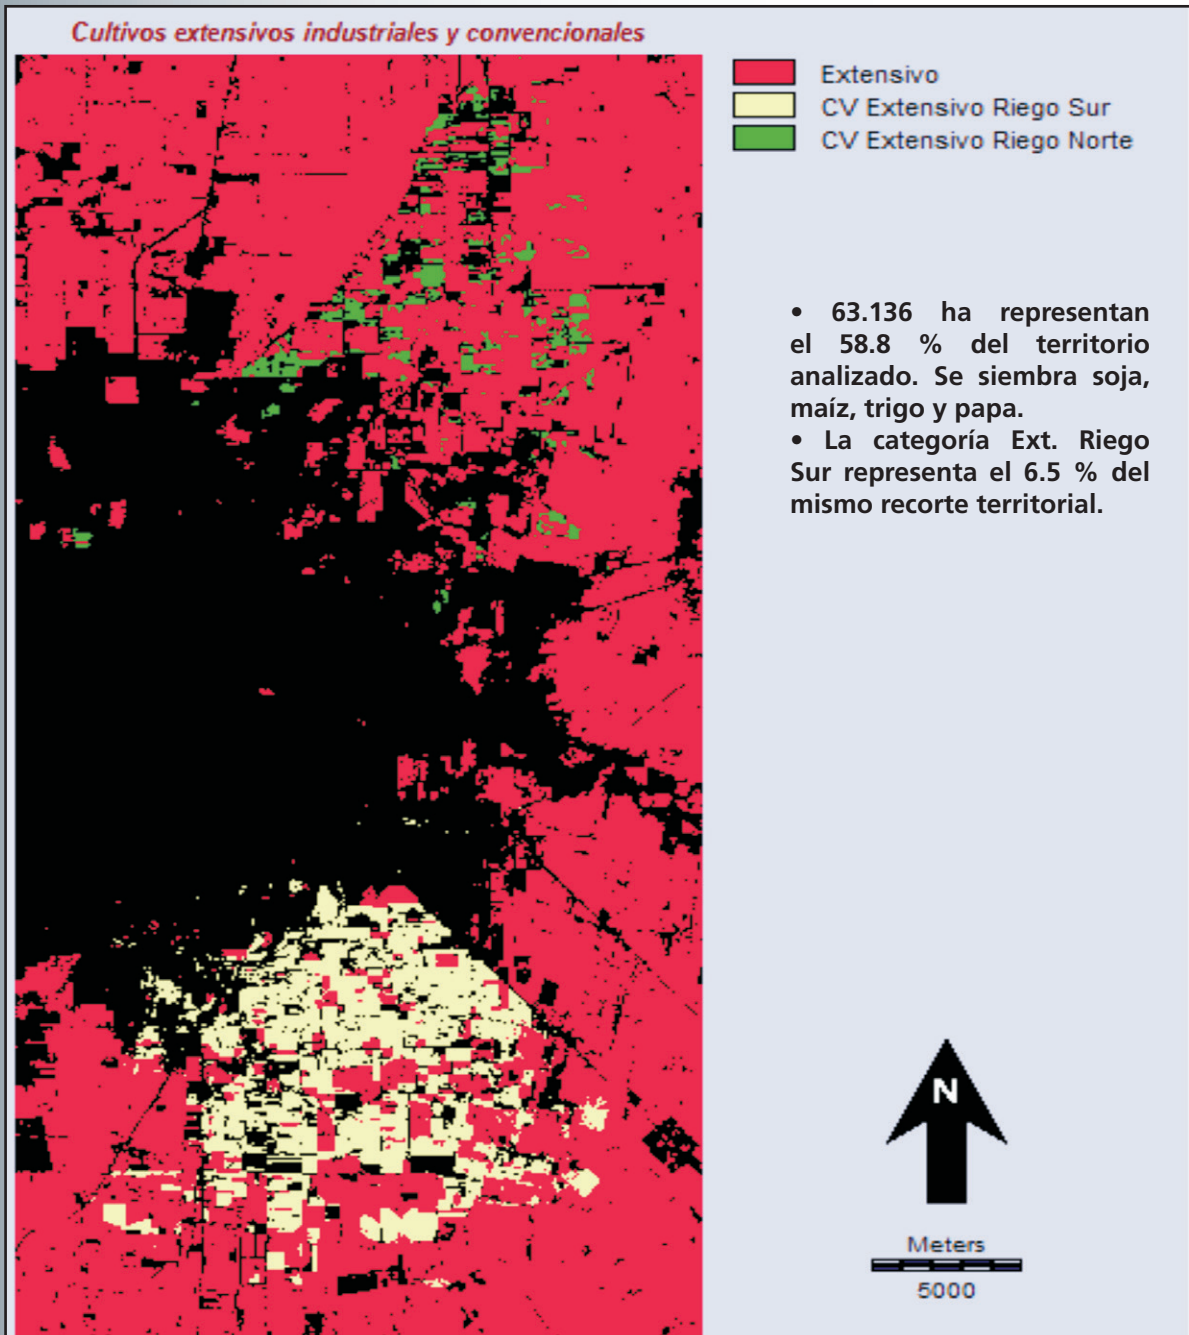 Cultivos extensivos industriales y convencionales
Extensivo
CV Extensivo Riego Sur
CV Extensivo Riego Norte
• 63.136 ha representan
el 58.8 % del territorio
analizado. Se siembra soja,
maíz, trigo y papa.
• La categoría Ext. Riego
Sur representa el 6.5 % del
mismo recorte territorial.
N
Meters
5000